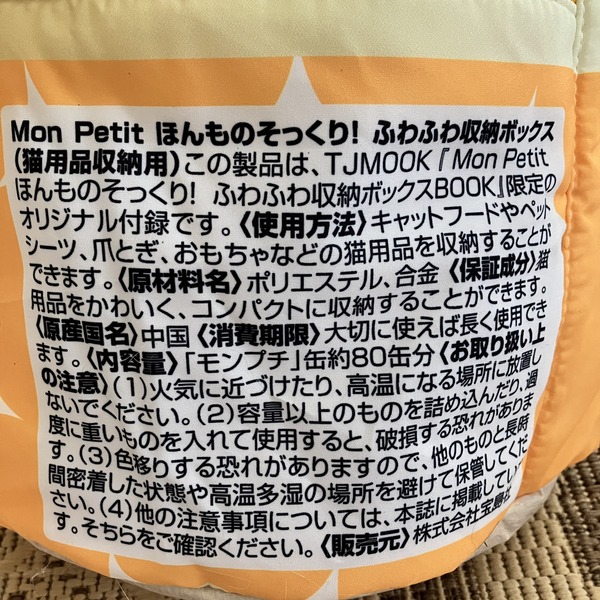 Mon Petit ほんものそっくり! ふわふわ収納ボックス
(猫用品収納用)この製品は、TJMOOK『Mon Petit
ほんものそっくり! ふわふわ収納ボックスBOOK』限定の
オリジナル付録です。〈使用方法〉キャットフードやペット
シーツ、爪とぎ、おもちゃなどの猫用品を収納することが
できます。〈原材料名〉ポリエステル、合金〈保証成分〉猫
用品をかわいく、コンパクトに収納することができます。
〈原産国名〉中国〈消費期限〉大切に使えば長く使用でき
ます。〈内容量〉「モンプチ」缶約80缶分〈お取り扱い上
の注意〉(1)火気に近づけたり、高温になる場所に放置し
ないでください。(2)容量以上のものを詰め込んだり、過
度に重いものを入れて使用すると、破損する恐れがありま
す。(3)色移りする恐れがありますので、他のものと長時
間密着した状態や高温多湿の場所を避けて保管してくだ
さい。(4)他の注意事項については、本誌に掲載していま
す。そちらをご確認ください。〈販売元〉株式会社宝島社